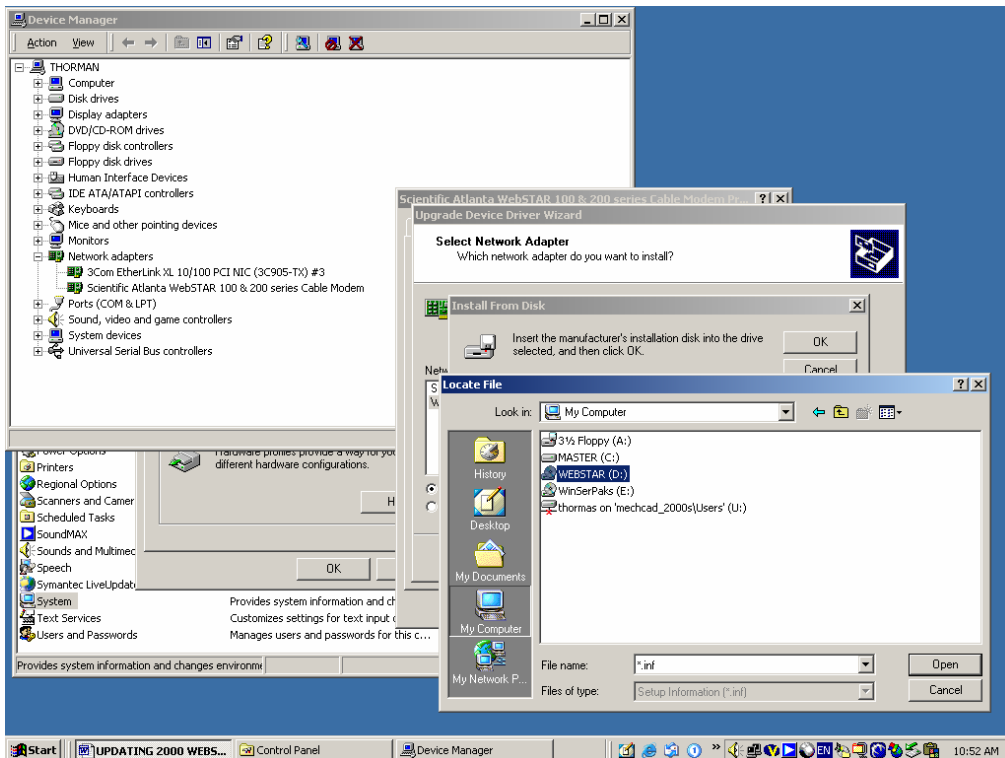 Device Manager
Action View
THORMAN
Computer
Disk drives
Display adapters
DVD/CD-ROM drives
Floppy disk controllers
Floppy disk drives
Human Interface Devices
IDE ATA/ATAPI controllers
Keyboards
Mice and other pointing devices
Monitors
Network adapters
3Com EtherLink XL 10/100 PCI NIC (3C905-TX) #3
Scientific Atlanta WebSTAR 100 & 200 series Cable Modem
Ports (COM & LPT)
Sound, video and game controllers
System devices
Universal Serial Bus controllers
Scientific Atlanta WebSTAR 100 & 200 series Cable Modem Pr...
Upgrade Device Driver Wizard
Select Network Adapter
Which network adapter do you want to install?
Install From Disk
Insert the manufacturer's installation disk into the drive
selected, and then click OK.
OK
Cancel
Netw
S
W
Locate File
Look in: My Computer
History
Desktop
My Documents
My Computer
My Network P...
3½ Floppy (A:)
MASTER (C:)
WEBSTAR (D:)
WinSerPaks (E:)
thormas on 'mechcad_2000s\Users' (U:)
File name: *.inf
Open
Files of type: Setup Information (*.inf)
Cancel
Power Options
Printers
Regional Options
Scanners and Camer
Scheduled Tasks
SoundMAX
Sounds and Multimec
Speech
Symantec LiveUpdat
System Provides system information and ch
Text Services Customizes settings for text input
Users and Passwords Manages users and passwords for this c...
Hardware profiles provide a way for you
different hardware configurations.
H
OK
Provides system information and changes environme
Start
UPDATING 2000 WEBS...
Control Panel
Device Manager
EN
10:52 AM